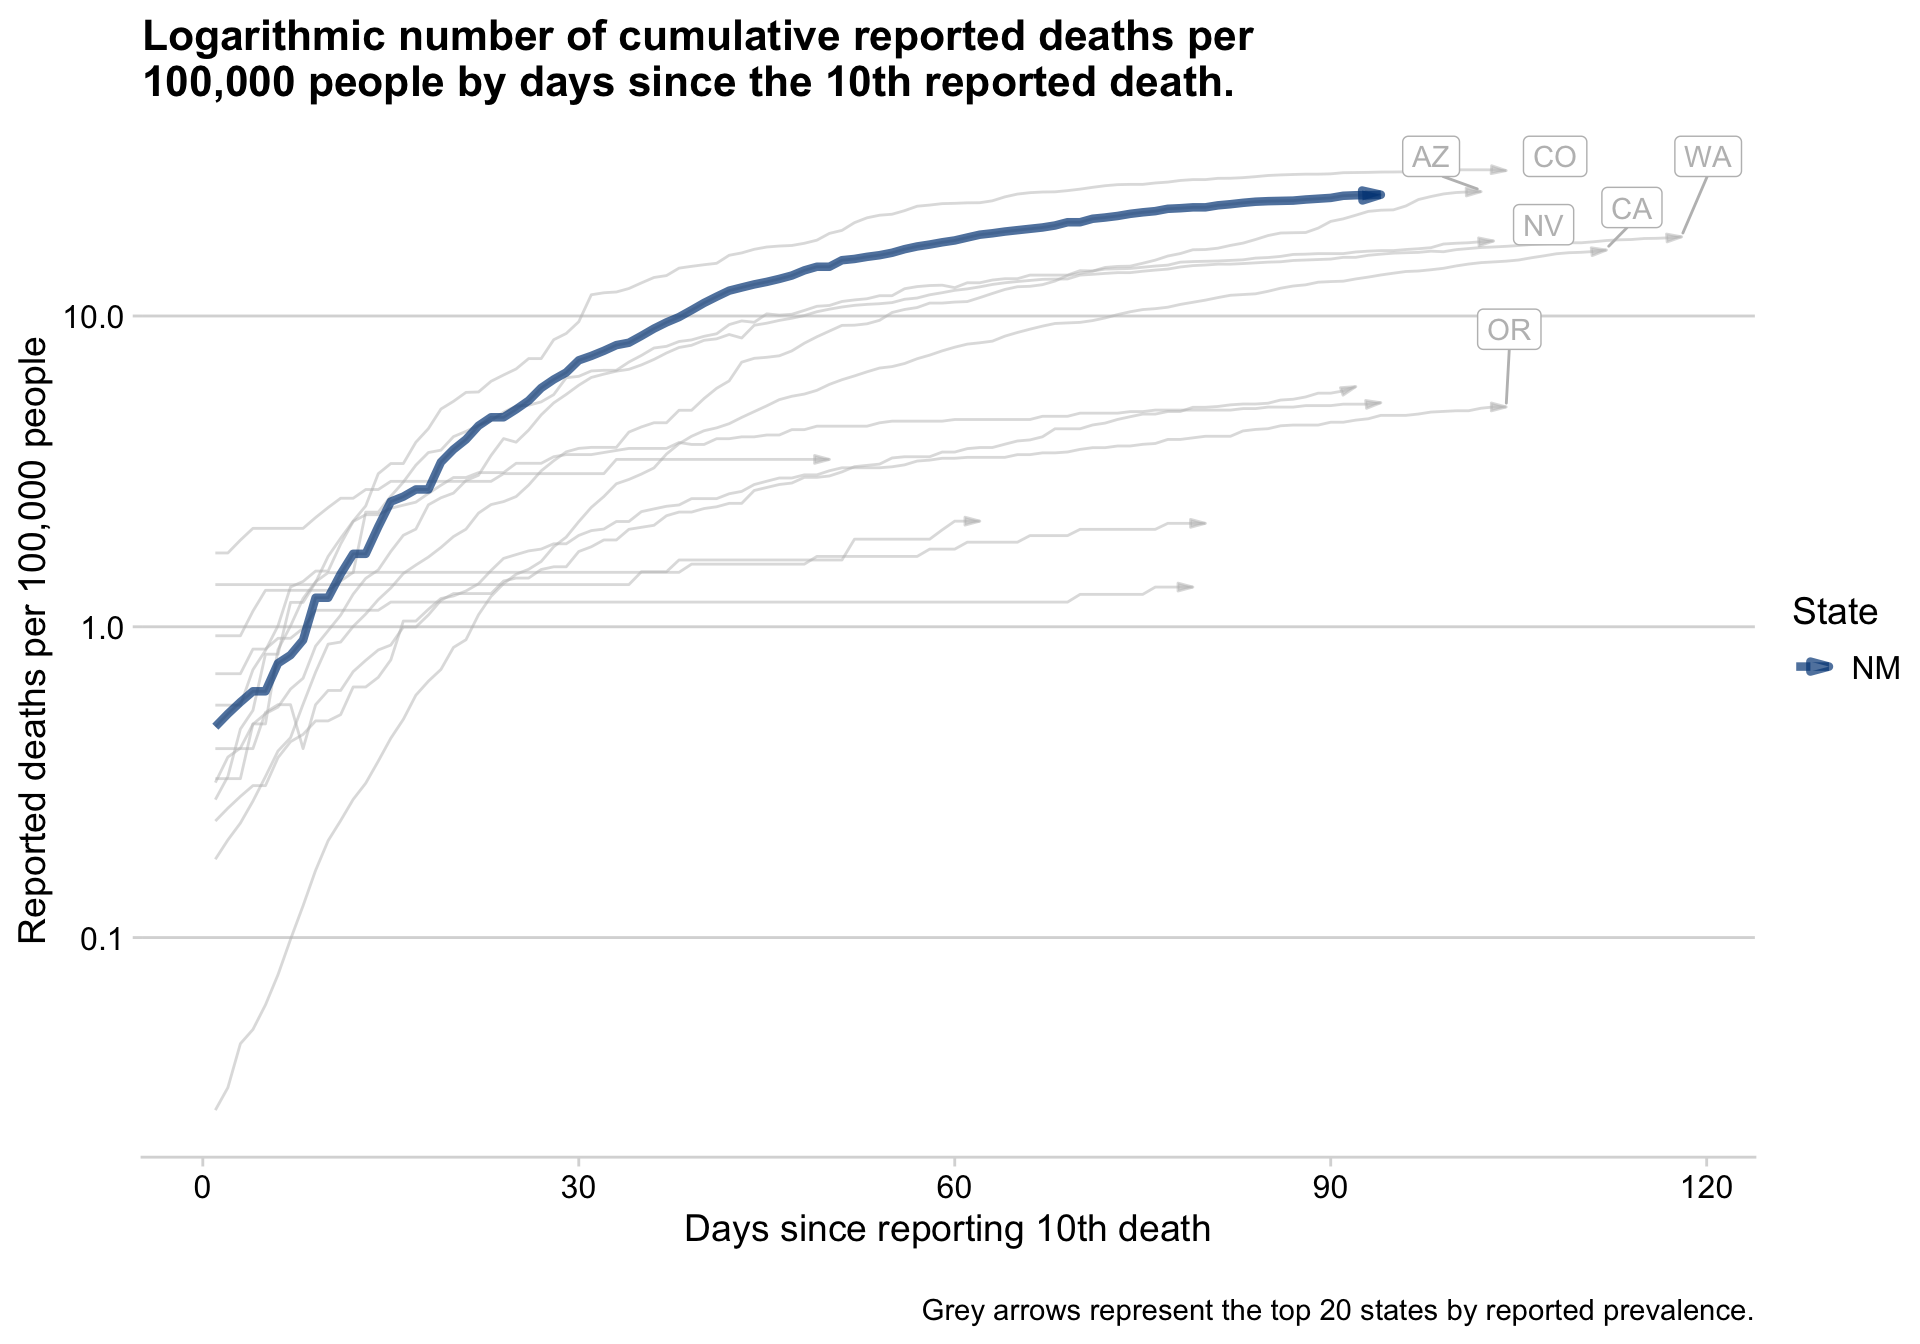 Logarithmic number of cumulative reported deaths per
100,000 people by days since the 10th reported death.
AZ
CO
WA
CA
NV
OR
10.0
1.0
0.1
Reported deaths per 100,000 people
State
NM
0
30
60
90
120
Days since reporting 10th death
Grey arrows represent the top 20 states by reported prevalence.